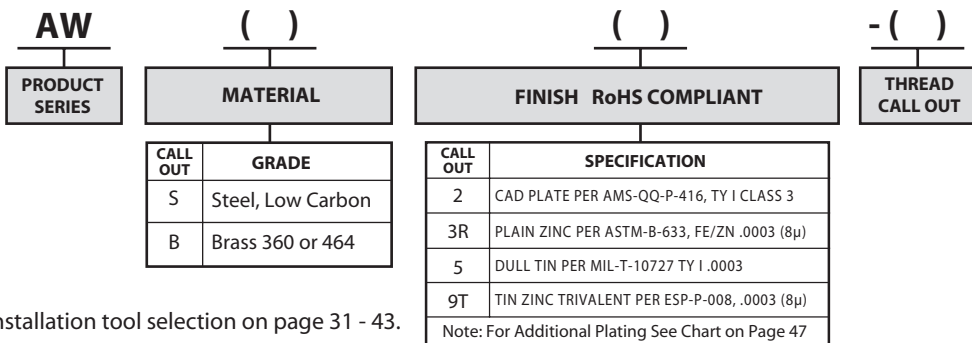 AW ( ) ( ) - ( )
PRODUCT SERIES
MATERIAL
FINISH RoHS COMPLIANT
THREAD CALL OUT
CALL OUT GRADE
S Steel, Low Carbon
B Brass 360 or 464
CALL OUT SPECIFICATION
2 CAD PLATE PER AMS-QQ-P-416, TY I CLASS 3
3R PLAIN ZINC PER ASTM-B-633, FE/ZN .0003 (8µ)
5 DULL TIN PER MIL-T-10727 TY I .0003
9T TIN ZINC TRIVALENT PER ESP-P-008, .0003 (8µ)
Note: For Additional Plating See Chart on Page 47
nstallation tool selection on page 31 - 43.